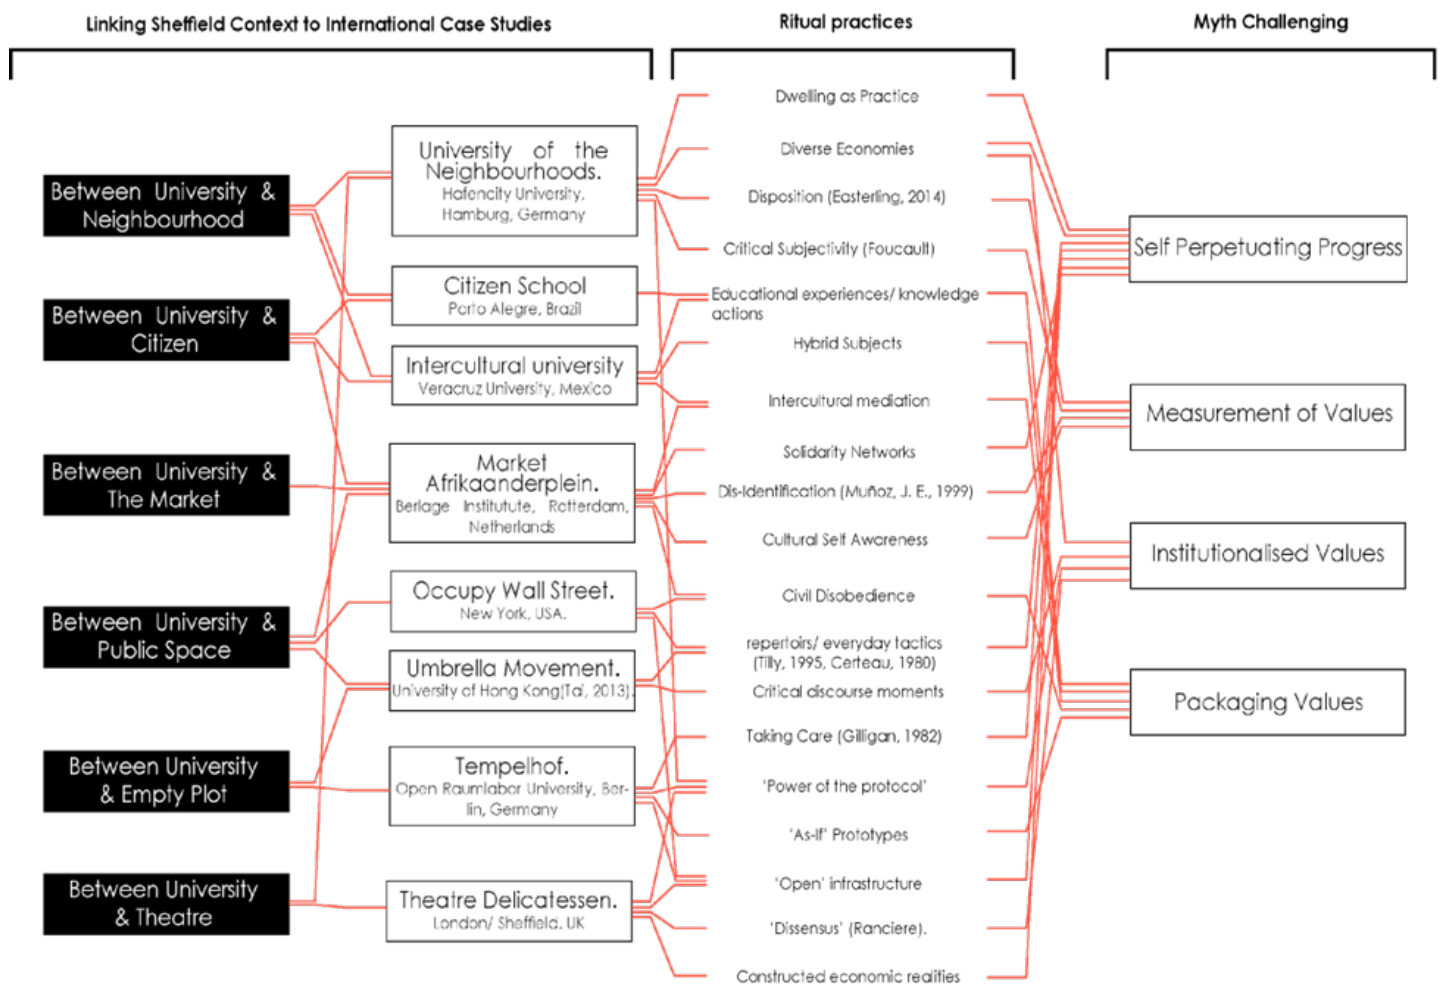 Linking Sheffield Context to International Case Studies
Ritual practices
Myth Challenging
Between University &
Neighbourhood
Between University &
Citizen
Between University &
The Market
Between University &
Public Space
Between University
& Empty Plot
Between University
& Theatre
University of the
Neighbourhoods.
Hafencity University,
Hamburg, Germany
Citizen School
Porto Alegre, Brazil
Intercultural university
Veracruz University, Mexico
Market
Afrikaanderplein.
Berlage Institutute, Rotterdam,
Netherlands
Occupy Wall Street.
New York, USA.
Umbrella Movement.
University of Hong Kong(Tai, 2013).
Tempelhof.
Open Raumlabor University, Ber-
lin, Germany
Theatre Delicatessen.
London/ Sheffield, UK
Dwelling as Practice
Diverse Economies
Disposition (Easterling, 2014)
Critical Subjectivity (Foucault)
Educational experiences/ knowledge
actions
Hybrid Subjects
Intercultural mediation
Solidarity Networks
Dis-Identification (Muñoz, J. E., 1999)
Cultural Self Awareness
Civil Disobedience
repertoirs/ everyday tactics
(Tilly, 1995, Certeau, 1980)
Critical discourse moments
Taking Care (Gilligan, 1982)
'Power of the protocol'
'As-If' Prototypes
'Open' infrastructure
'Dissensus' (Ranciere).
Constructed economic realities
Self Perpetuating Progress
Measurement of Values
Institutionalised Values
Packaging Values